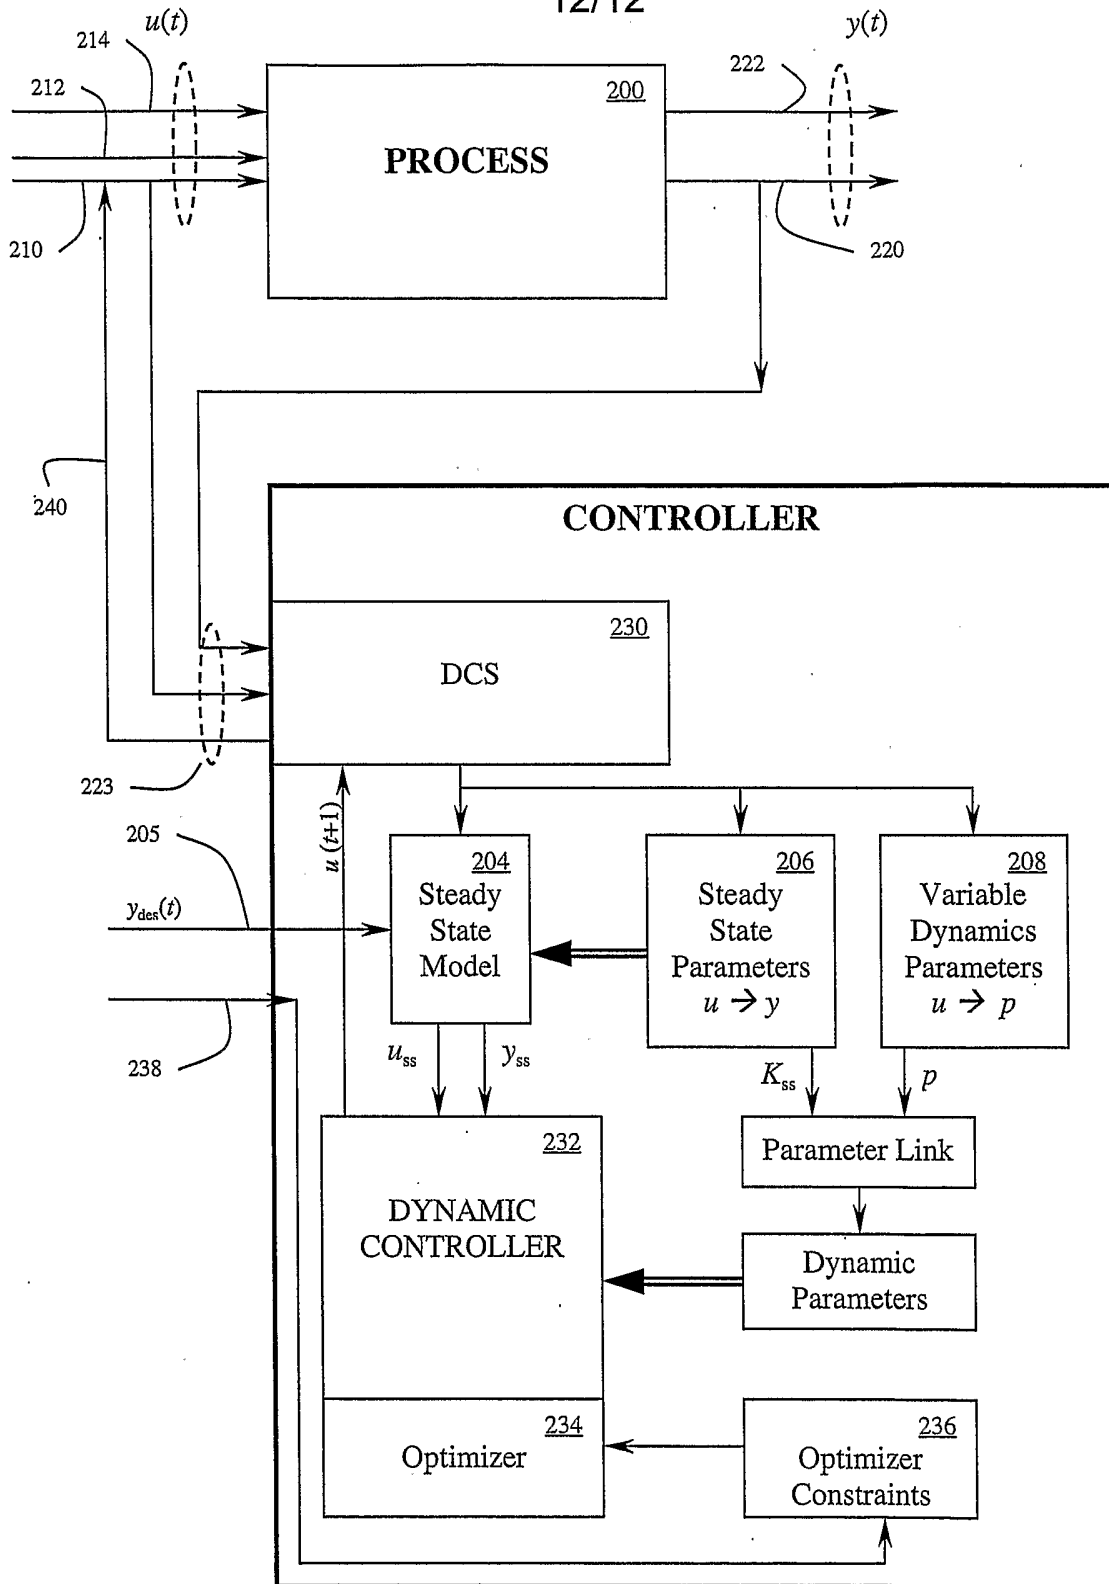 12/12
u(t)
y(t)
214
212
210
222
220
200
PROCESS
240
CONTROLLER
230
DCS
223
205
u (t+1)
y_des(t)
238
204
Steady
State
Model
206
Steady
State
Parameters
u → y
208
Variable
Dynamics
Parameters
u → p
u_ss
y_ss
K_ss
p
Parameter Link
232
DYNAMIC
CONTROLLER
Dynamic
Parameters
234
Optimizer
236
Optimizer
Constraints